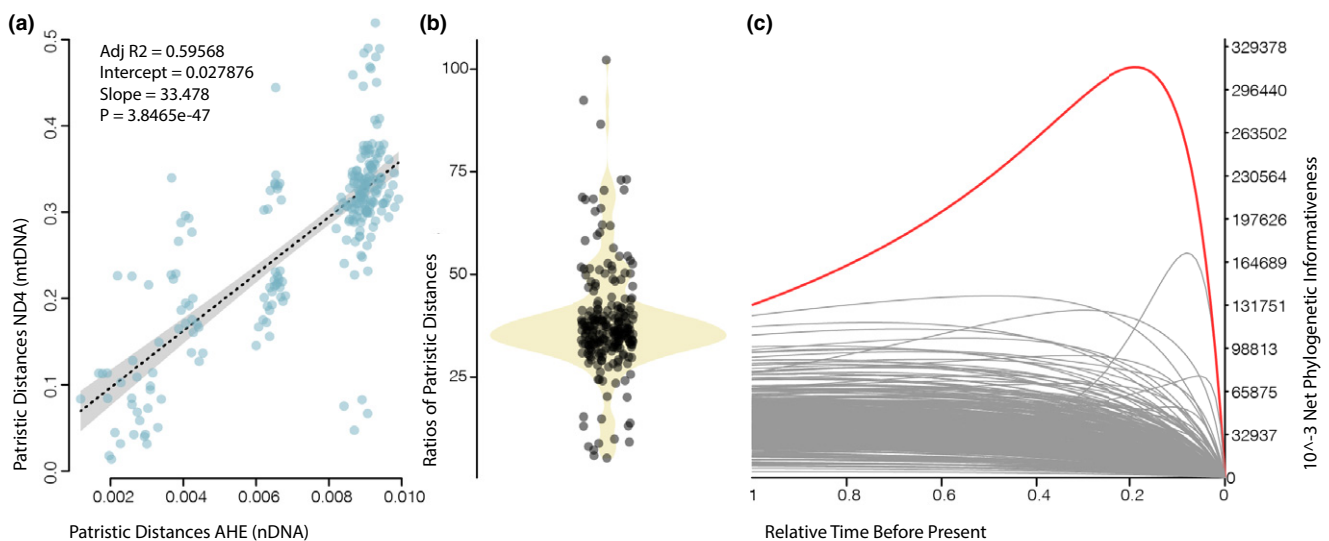 (a)
Adj R2 = 0.59568
Intercept = 0.027876
Slope = 33.478
P = 3.8465e-47
Patristic Distances ND4 (mtDNA)
0.5
0.4
0.3
0.2
0.1
0.0
0.002
0.004
0.006
0.008
0.010
Patristic Distances AHE (nDNA)
(b)
Ratios of Patristic Distances
100
75
50
25
(c)
329378
296440
263502
230564
197626
164689
131751
98813
65875
32937
0
10^-3 Net Phylogenetic Informativeness
1
0.8
0.6
0.4
0.2
0
Relative Time Before Present